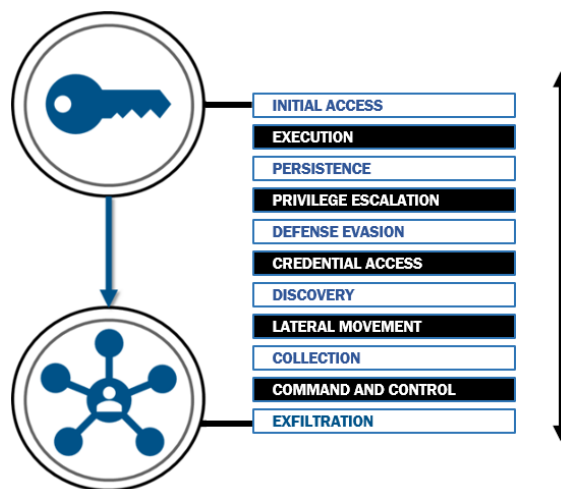 INITIAL ACCESS
EXECUTION
PERSISTENCE
PRIVILEGE ESCALATION
DEFENSE EVASION
CREDENTIAL ACCESS
DISCOVERY
LATERAL MOVEMENT
COLLECTION
COMMAND AND CONTROL
EXFILTRATION